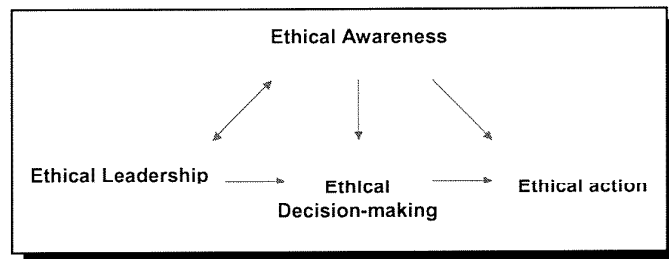 Ethical Awareness
Ethical Leadership
Ethical
Decision-making
Ethical action